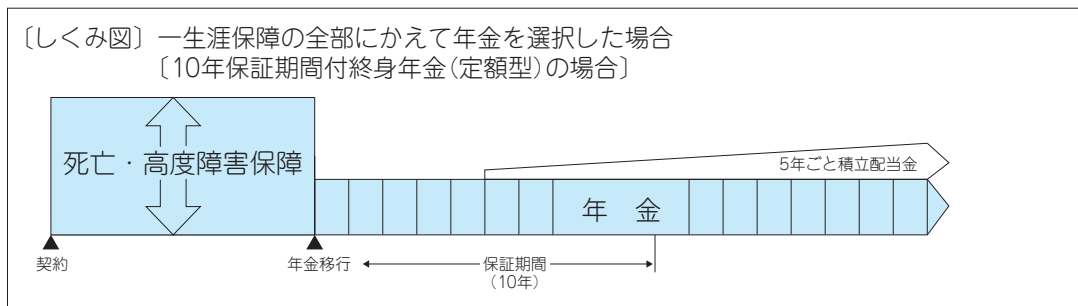 〔しくみ図〕一生涯保障の全部にかえて年金を選択した場合
〔10年保証期間付終身年金(定額型)の場合〕
死亡・高度障害保障
5年ごと積立配当金
年 金
契約
年金移行
保証期間
(10年)